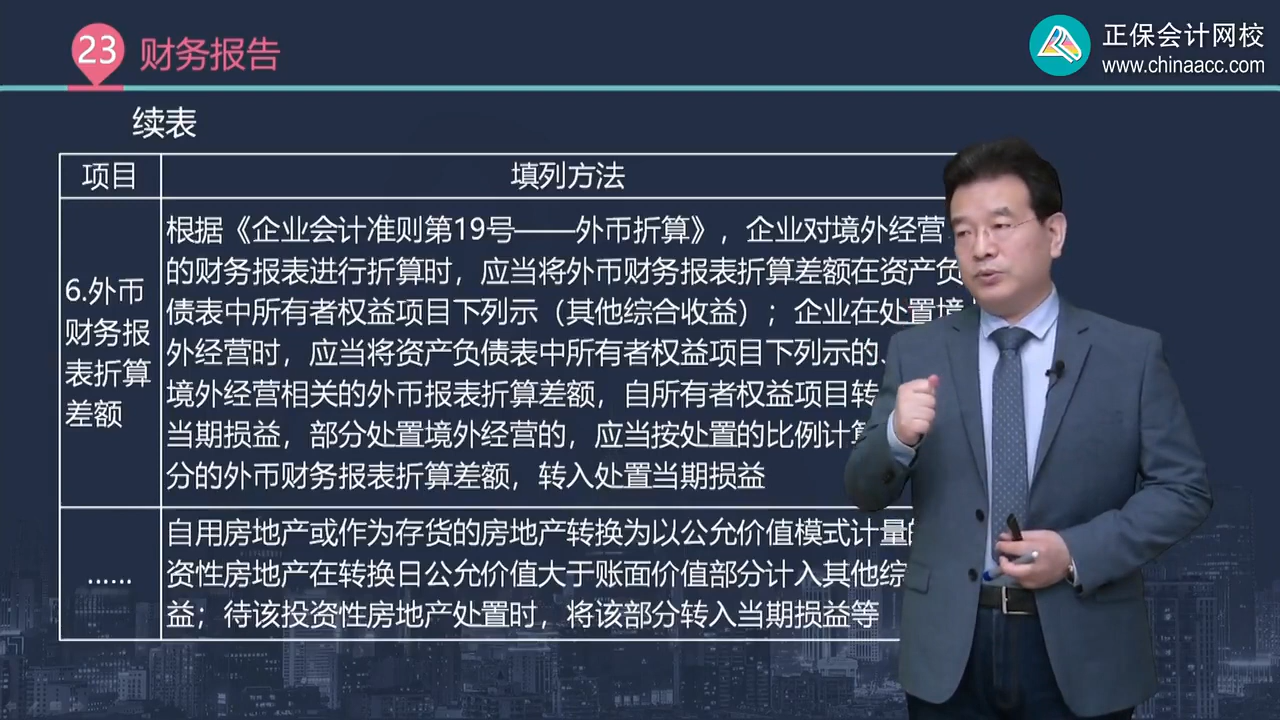 23 财务报告
正保会计网校
www.chinaacc.com
续表
项目
填列方法
6.外币
财务报
表折算
差额
根据《企业会计准则第19号——外币折算》，企业对境外经营
的财务报表进行折算时，应当将外币财务报表折算差额在资产负
债表中所有者权益项目下列示（其他综合收益）；企业在处置境
外经营时，应当将资产负债表中所有者权益项目下列示的、
境外经营相关的外币报表折算差额，自所有者权益项目转
当期损益，部分处置境外经营的，应当按处置的比例计算
分的外币财务报表折算差额，转入处置当期损益
……
自用房地产或作为存货的房地产转换为以公允价值模式计量的
资性房地产在转换日公允价值大于账面价值部分计入其他综
益；待该投资性房地产处置时，将该部分转入当期损益等